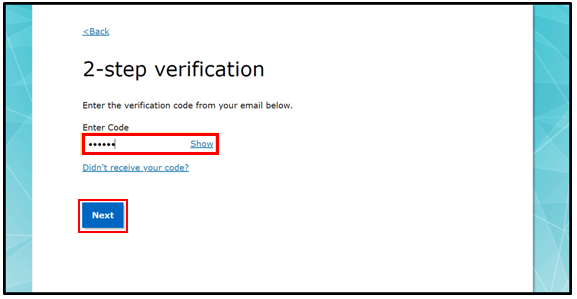 <Back
2-step verification
Enter the verification code from your email below.
Enter Code
•••••• Show
Didn't receive your code?
Next